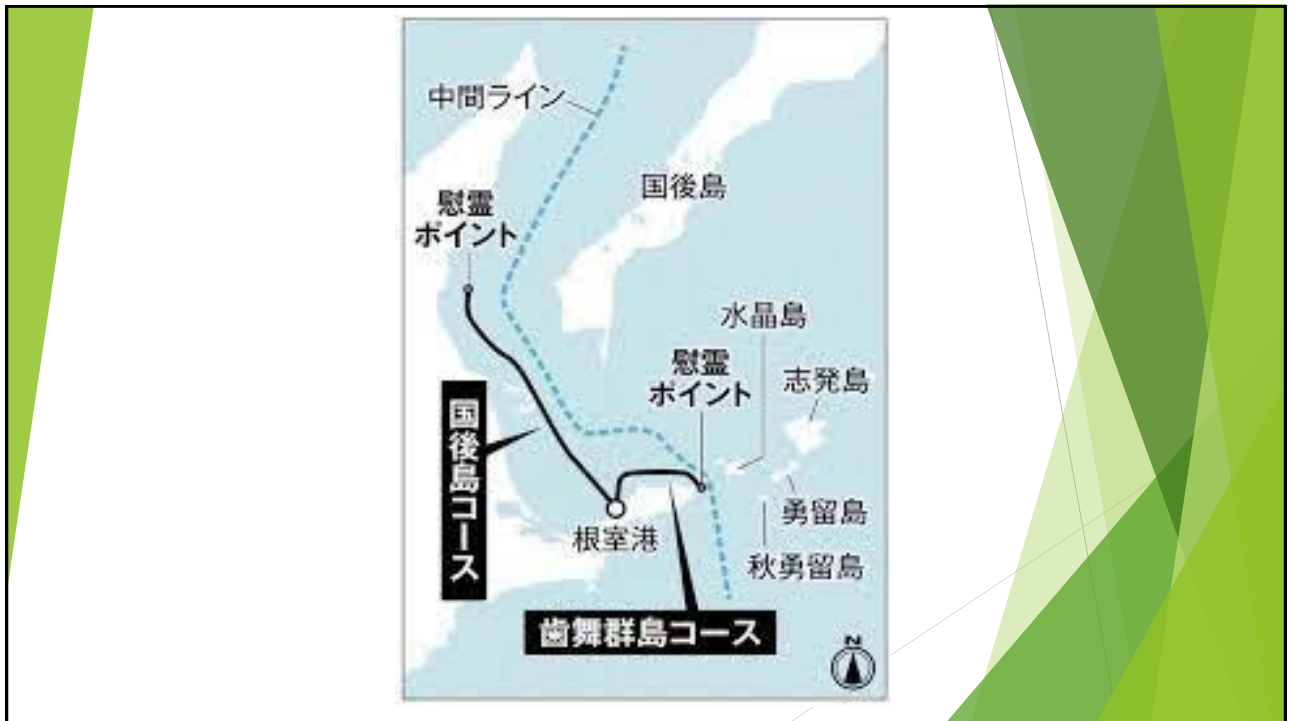 中間ライン
国後島
慰霊
ポイント
水晶島
慰霊
ポイント
志発島
国後島コース
勇留島
根室港
秋勇留島
歯舞群島コース
N